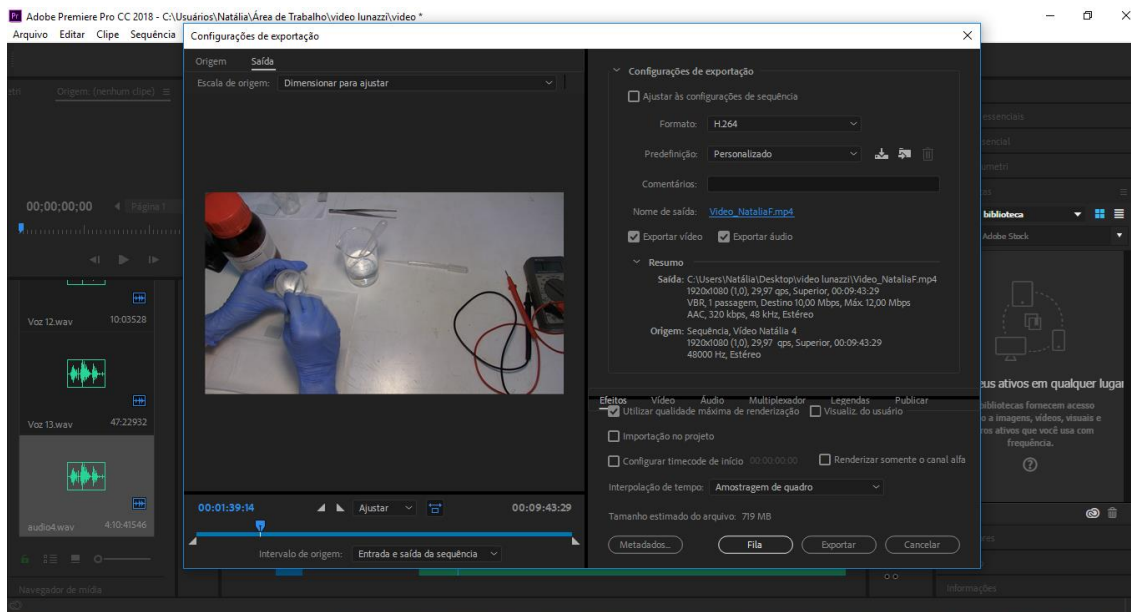 Adobe Premiere Pro CC 2018 - C:\Usuários\Natália\Área de Trabalho\video lunazzi\video *
Arquivo Editar Clipe Sequência
Configurações de exportação
Origem Saída
Escala de origem: Dimensionar para ajustar
Origem: (nenhum clipe)
00;00;00;00 Página 1
Voz 12.wav 10:03528
Voz 13.wav 47:22932
audio4.wav 4:10:41546
Navegador de mídia
00:01:39:14 Ajustar 00:09:43:29
Intervalo de origem: Entrada e saída da sequência
Configurações de exportação
Ajustar às configurações de sequência
Formato: H.264
Predefinição: Personalizado
Comentários:
Nome de saída: Video_NataliaF.mp4
Exportar vídeo Exportar áudio
Resumo
Saída: C:\Users\Natália\Desktop\video lunazzi\Video_NataliaF.mp4
1920x1080 (1,0), 29,97 qps, Superior, 00:09:43:29
VBR, 1 passagem, Destino 10,00 Mbps, Máx. 12,00 Mbps
AAC, 320 kbps, 48 kHz, Estéreo
Origem: Sequência, Vídeo Natália 4
1920x1080 (1,0), 29,97 qps, Superior, 00:09:43:29
48000 Hz, Estéreo
Efeitos Vídeo Áudio Multiplexador Legendas Publicar
Utilizar qualidade máxima de renderização Visualiz. do usuário
Importação no projeto
Configurar timecode de início 00:00:00:00 Renderizar somente o canal alfa
Interpolação de tempo: Amostragem de quadro
Tamanho estimado do arquivo: 719 MB
Metadados... Fila Exportar Cancelar
essenciais
biblioteca
Adobe Stock
eus ativos em qualquer lugar
bibliotecas fornecem acesso
o a imagens, vídeos, visuais e
ros ativos que você usa com
frequência.
Informações